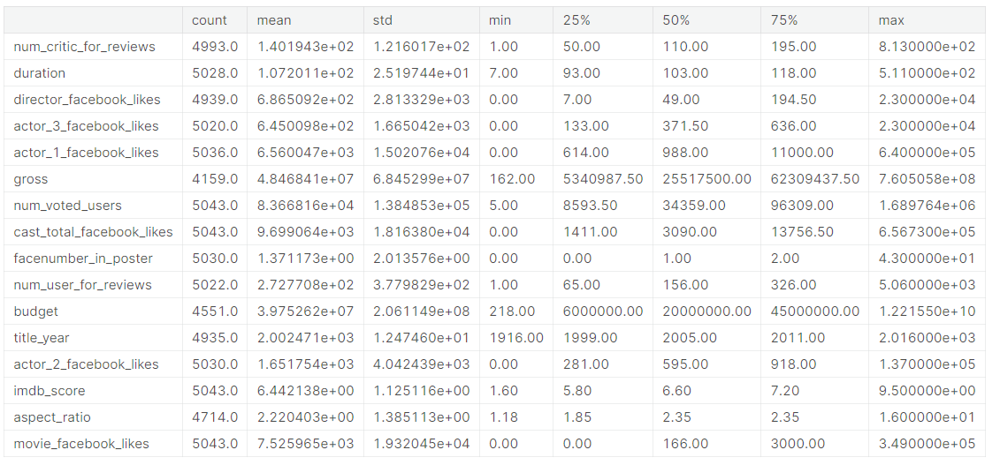 count mean std min 25% 50% 75% max
num_critic_for_reviews 4993.0 1.401943e+02 1.216017e+02 1.00 50.00 110.00 195.00 8.130000e+02
duration 5028.0 1.072011e+02 2.519744e+01 7.00 93.00 103.00 118.00 5.110000e+02
director_facebook_likes 4939.0 6.865092e+02 2.813329e+03 0.00 7.00 49.00 194.50 2.300000e+04
actor_3_facebook_likes 5020.0 6.450098e+02 1.665042e+03 0.00 133.00 371.50 636.00 2.300000e+04
actor_1_facebook_likes 5036.0 6.560047e+03 1.502076e+04 0.00 614.00 988.00 11000.00 6.400000e+05
gross 4159.0 4.846841e+07 6.845299e+07 162.00 5340987.50 25517500.00 62309437.50 7.605058e+08
num_voted_users 5043.0 8.366816e+04 1.384853e+05 5.00 8593.50 34359.00 96309.00 1.689764e+06
cast_total_facebook_likes 5043.0 9.699064e+03 1.816380e+04 0.00 1411.00 3090.00 13756.50 6.567300e+05
facenumber_in_poster 5030.0 1.371173e+00 2.013576e+00 0.00 0.00 1.00 2.00 4.300000e+01
num_user_for_reviews 5022.0 2.727708e+02 3.779829e+02 1.00 65.00 156.00 326.00 5.060000e+03
budget 4551.0 3.975262e+07 2.061149e+08 218.00 6000000.00 20000000.00 45000000.00 1.221550e+10
title_year 4935.0 2.002471e+03 1.247460e+01 1916.00 1999.00 2005.00 2011.00 2.016000e+03
actor_2_facebook_likes 5030.0 1.651754e+03 4.042439e+03 0.00 281.00 595.00 918.00 1.370000e+05
imdb_score 5043.0 6.442138e+00 1.125116e+00 1.60 5.80 6.60 7.20 9.500000e+00
aspect_ratio 4714.0 2.220403e+00 1.385113e+00 1.18 1.85 2.35 2.35 1.600000e+01
movie_facebook_likes 5043.0 7.525965e+03 1.932045e+04 0.00 0.00 166.00 3000.00 3.490000e+05